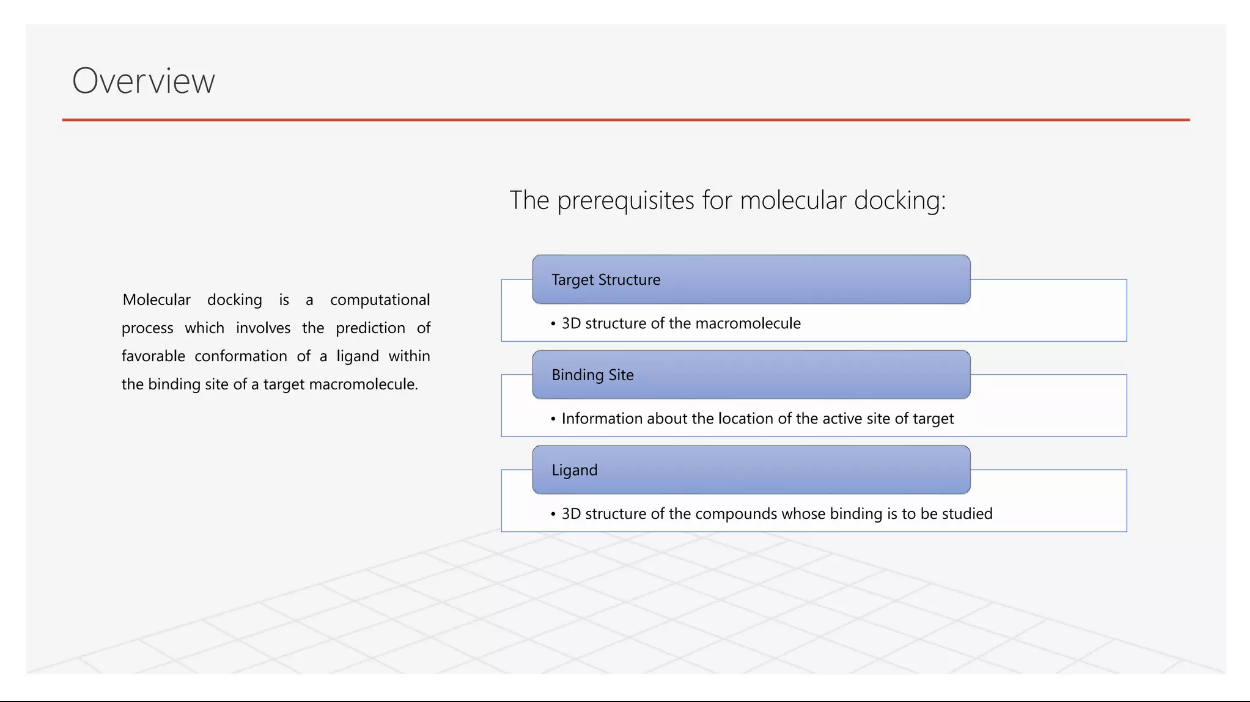 Overview
Molecular docking is a computational
process which involves the prediction of
favorable conformation of a ligand within
the binding site of a target macromolecule.
The prerequisites for molecular docking:
Target Structure
• 3D structure of the macromolecule
Binding Site
• Information about the location of the active site of target
Ligand
• 3D structure of the compounds whose binding is to be studied